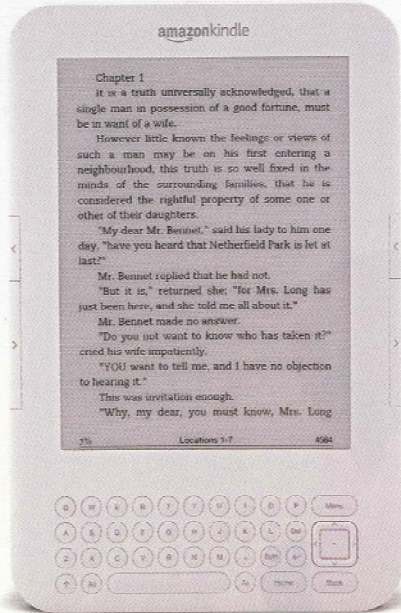 amazonkindle
Chapter 1
It is a truth universally acknowledged, that a
single man in possession of a good fortune, must
be in want of a wife.
However little known the feelings or views of
such a man may be on his first entering a
neighbourhood, this truth is so well fixed in the
minds of the surrounding families, that he is
considered the rightful property of some one or
other of their daughters.
"My dear Mr. Bennet," said his lady to him one
day, "have you heard that Netherfield Park is let at
last?"
Mr. Bennet replied that he had not.
"But it is," returned she; "for Mrs. Long has
just been here, and she told me all about it."
Mr. Bennet made no answer.
"Do you not want to know who has taken it?"
cried his wife impatiently.
"YOU want to tell me, and I have no objection
to hearing it."
This was invitation enough.
"Why, my dear, you must know, Mrs. Long
1% Locations 1-7 4564
Q W E R T Y U I O P Menu
A S D F G H J K L Del
Z X C V B N M .
Alt Home Back